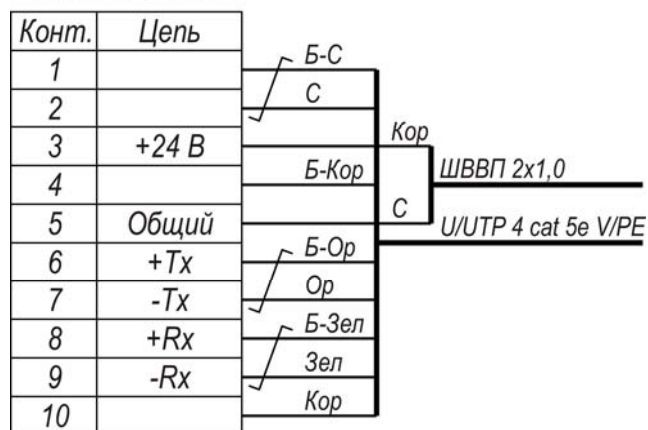 Конт. Цепь
1 Б-С
2 С
3 +24 В Кор
4 Б-Кор ШВВП 2x1,0
5 Общий С
U/UTP 4 cat 5e V/PE
6 +Tx Б-Ор
7 -Tx Ор
8 +Rx Б-Зел
9 -Rx Зел
10 Кор